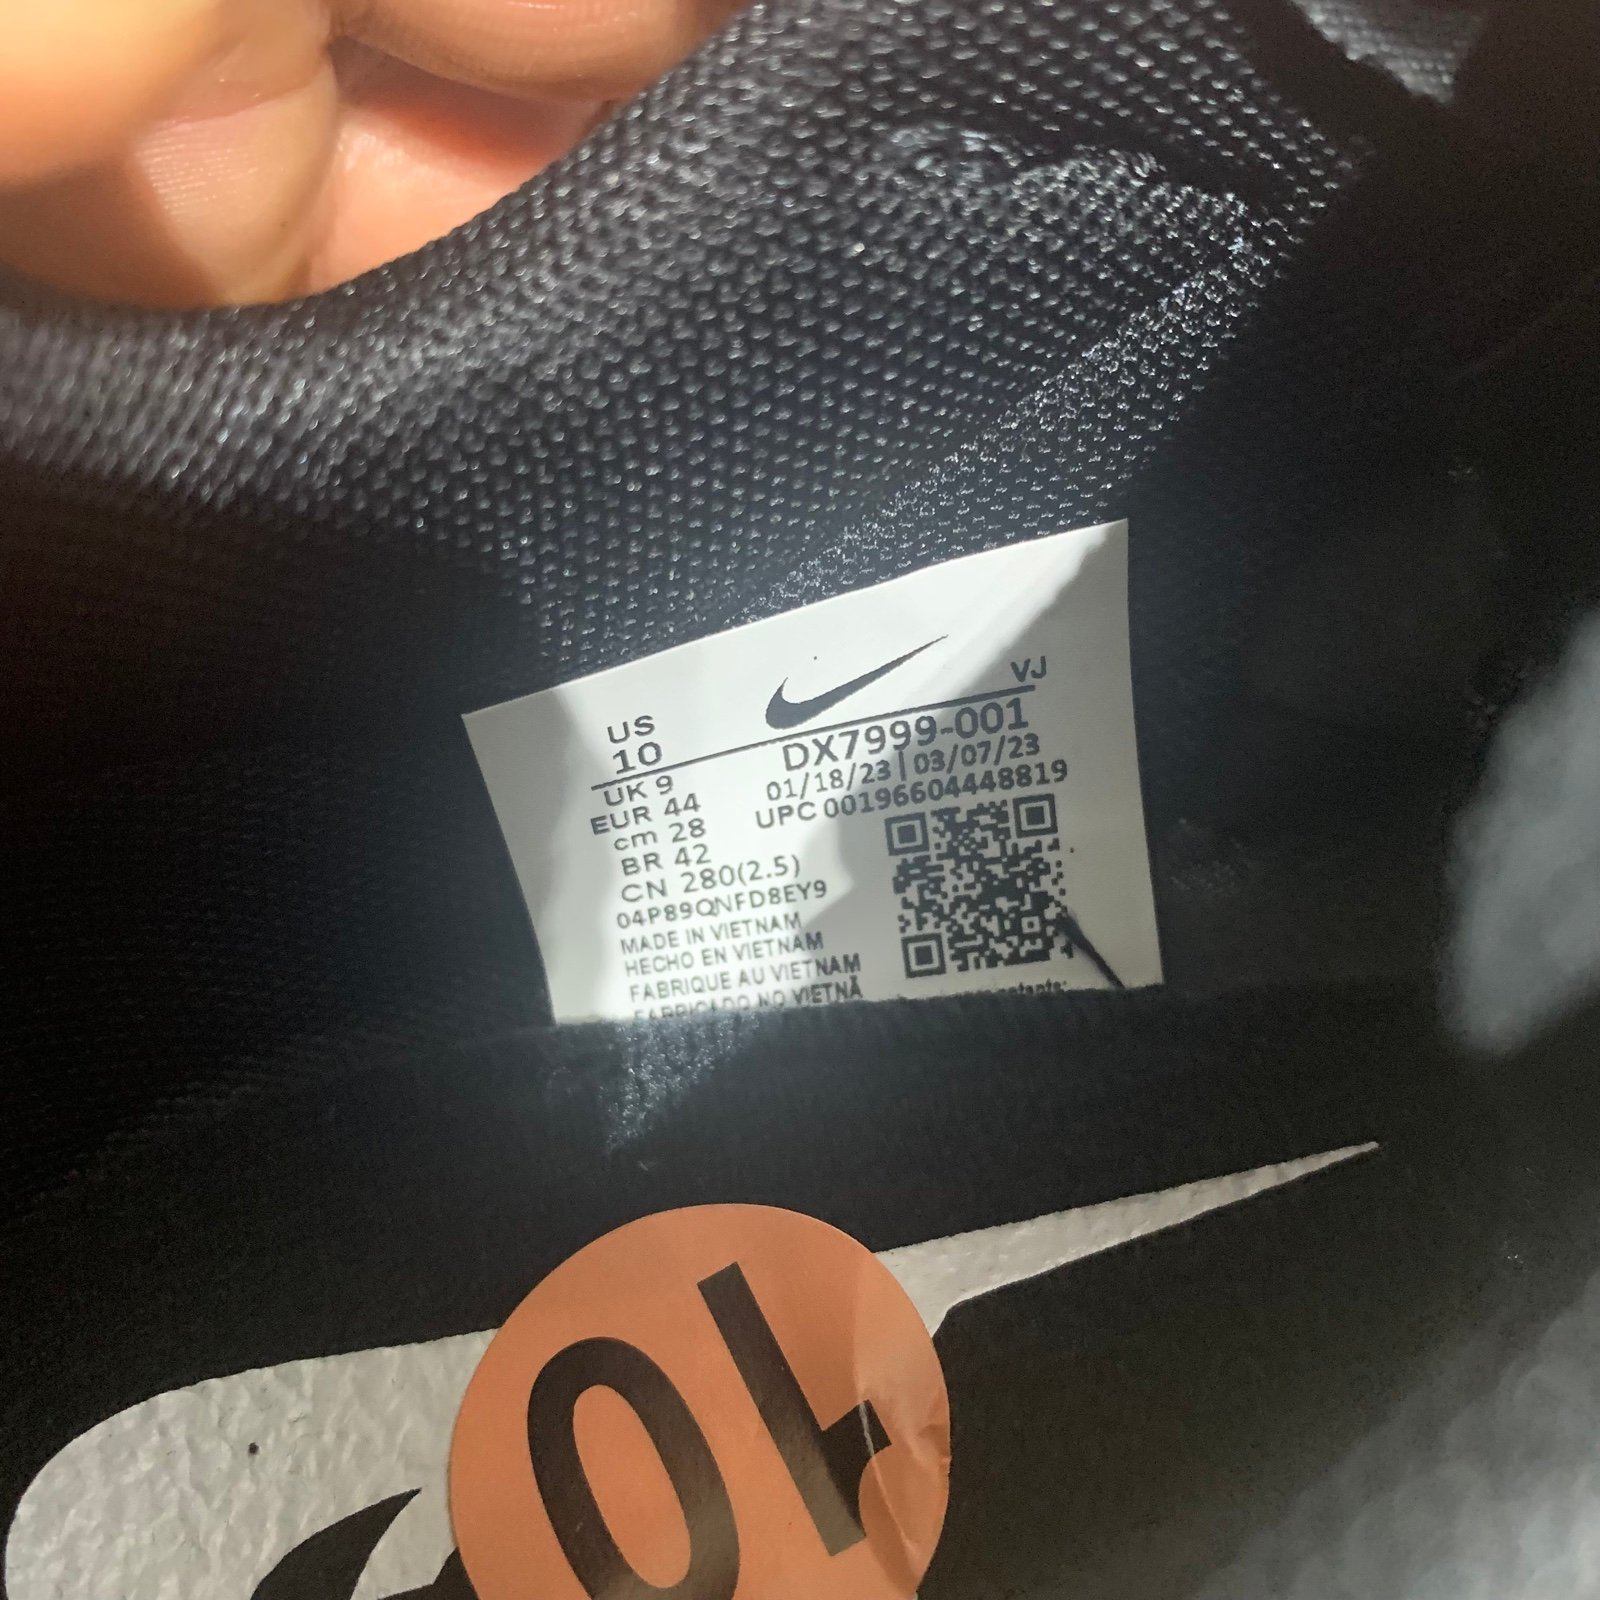 VJ
US
10
DX7999-001
UK 9
01/18/23 | 03/07/23
EUR 44
UPC 00196604448819
cm 28
BR 42
CN 280(2.5)
04P89QNFD8EY9
MADE IN VIETNAM
HECHO EN VIETNAM
FABRIQUE AU VIETNAM
FABRICADO NO VIETNÃ
10